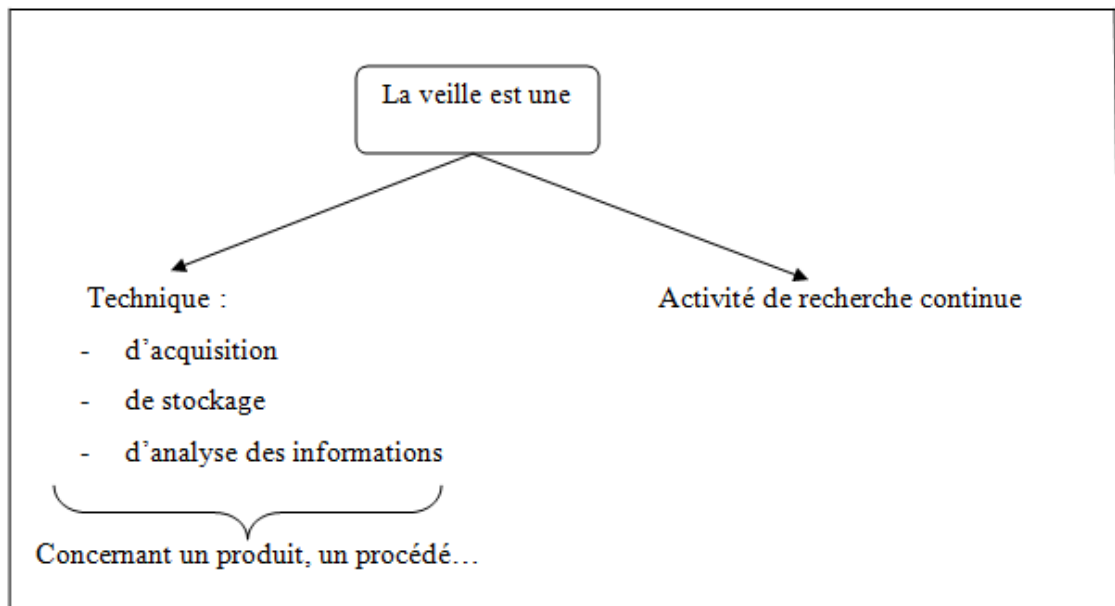 La veille est une
Technique :
Activité de recherche continue
- d’acquisition
- de stockage
- d’analyse des informations
Concernant un produit, un procédé…